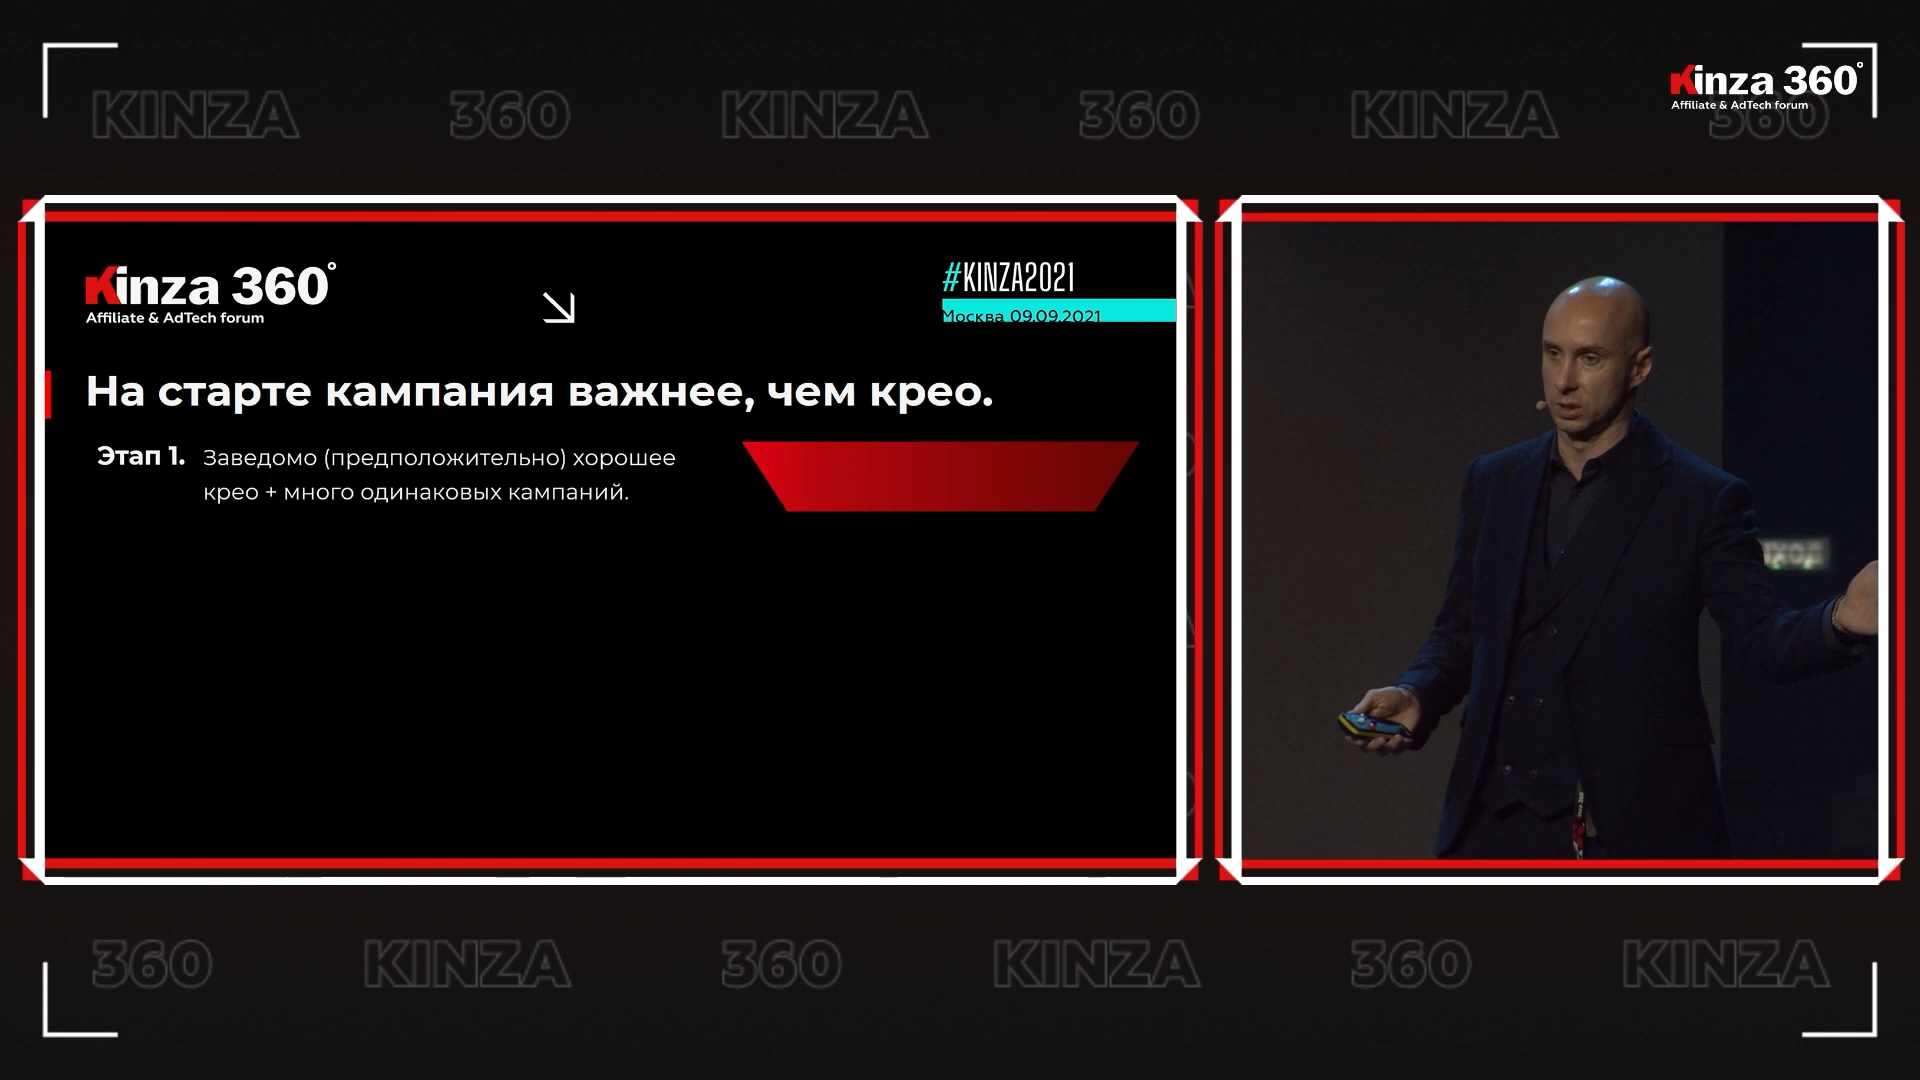 KINZA 360 KINZA 360 KINZA 360
Kinza 360°
Affiliate & AdTech forum
Kinza 360°
Affiliate & AdTech forum
#KINZA2021
Москва 09.09.2021
На старте кампания важнее, чем крео.
Этап 1. Заведомо (предположительно) хорошее
крео + много одинаковых кампаний.
360 KINZA 360 KINZA 360 KINZA